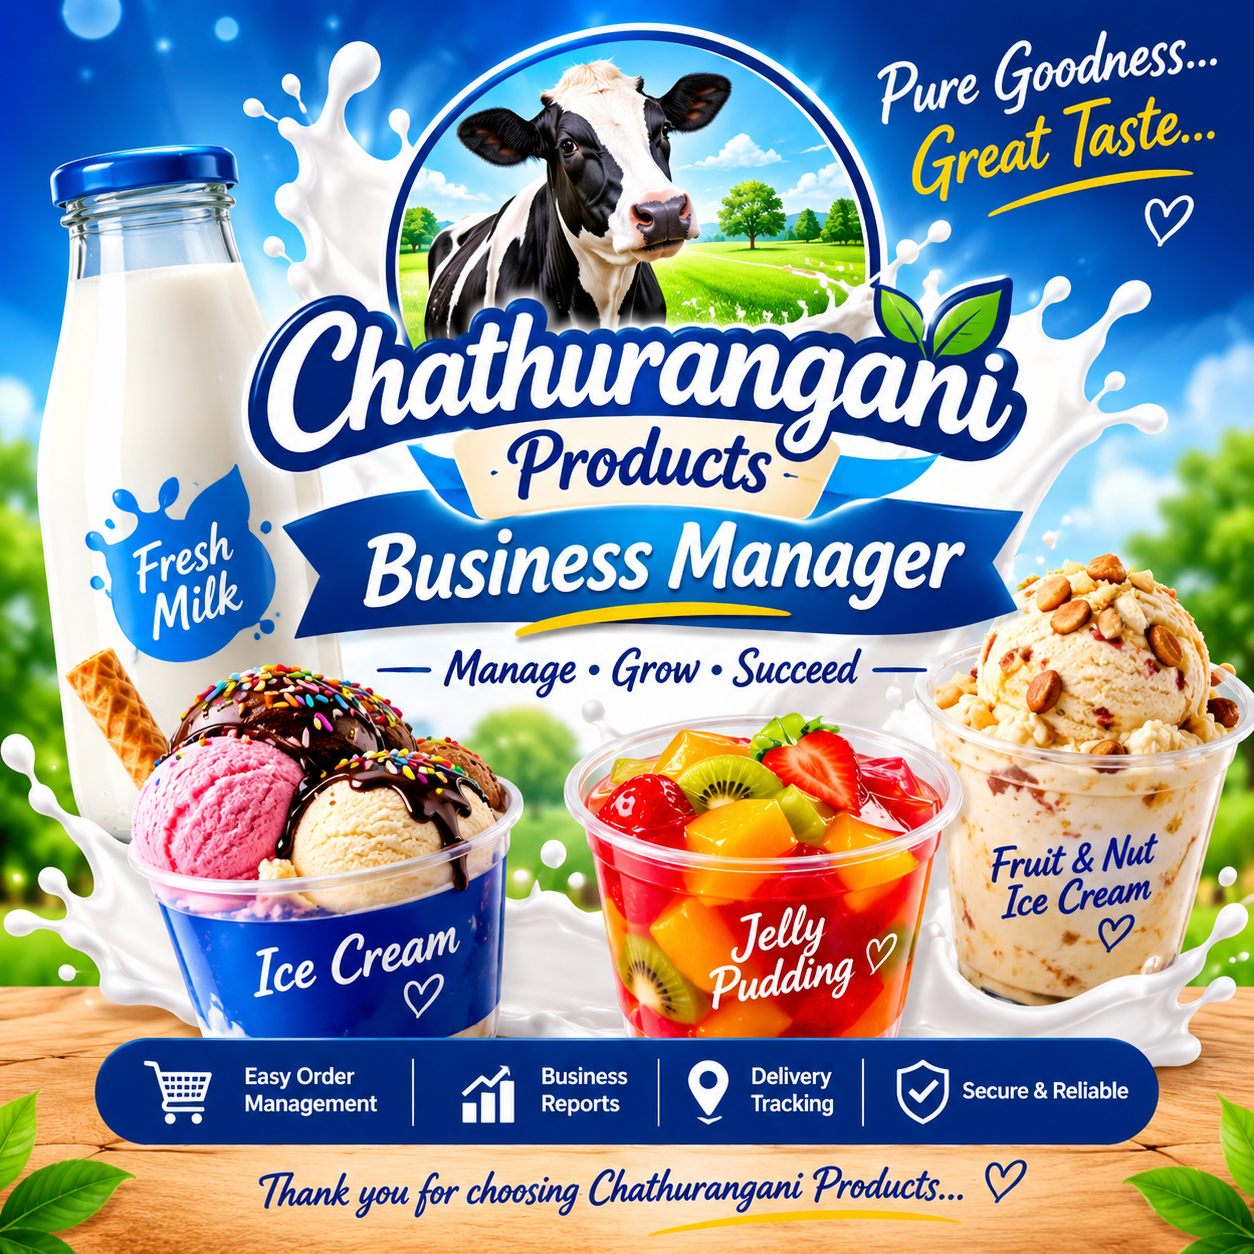 Pure Goodness...
Great Taste...
Chathurangani
Products
Business Manager
Manage • Grow • Succeed
Fresh
Milk
Ice Cream
Jelly
Pudding
Fruit & Nut
Ice Cream
Easy Order
Management
Business
Reports
Delivery
Tracking
Secure & Reliable
Thank you for choosing Chathurangani Products...